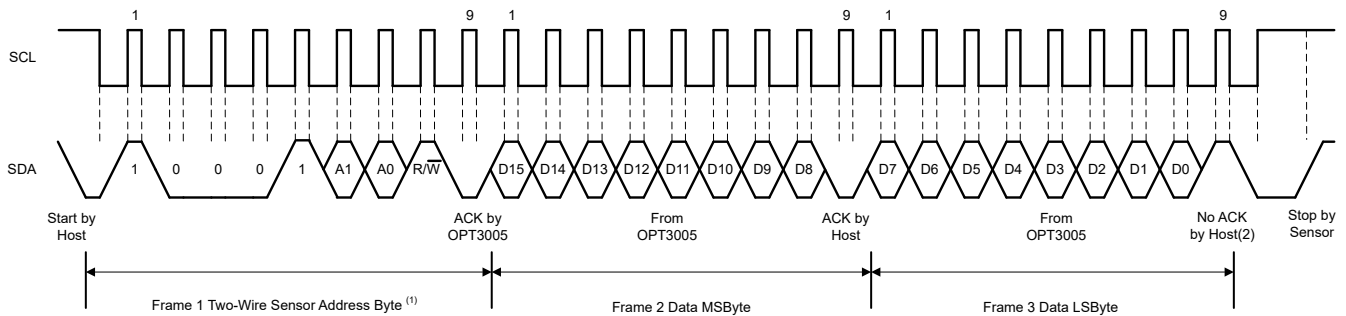 1 9 1 9 1 9
SCL
SDA
1 0 0 0 1 A1 A0 R/W̅ D15 D14 D13 D12 D11 D10 D9 D8 D7 D6 D5 D4 D3 D2 D1 D0
Start by
Host
ACK by
OPT3005
From
OPT3005
ACK by
Host
From
OPT3005
No ACK
by Host(2)
Stop by
Sensor
Frame 1 Two-Wire Sensor Address Byte (1)
Frame 2 Data MSByte
Frame 3 Data LSByte